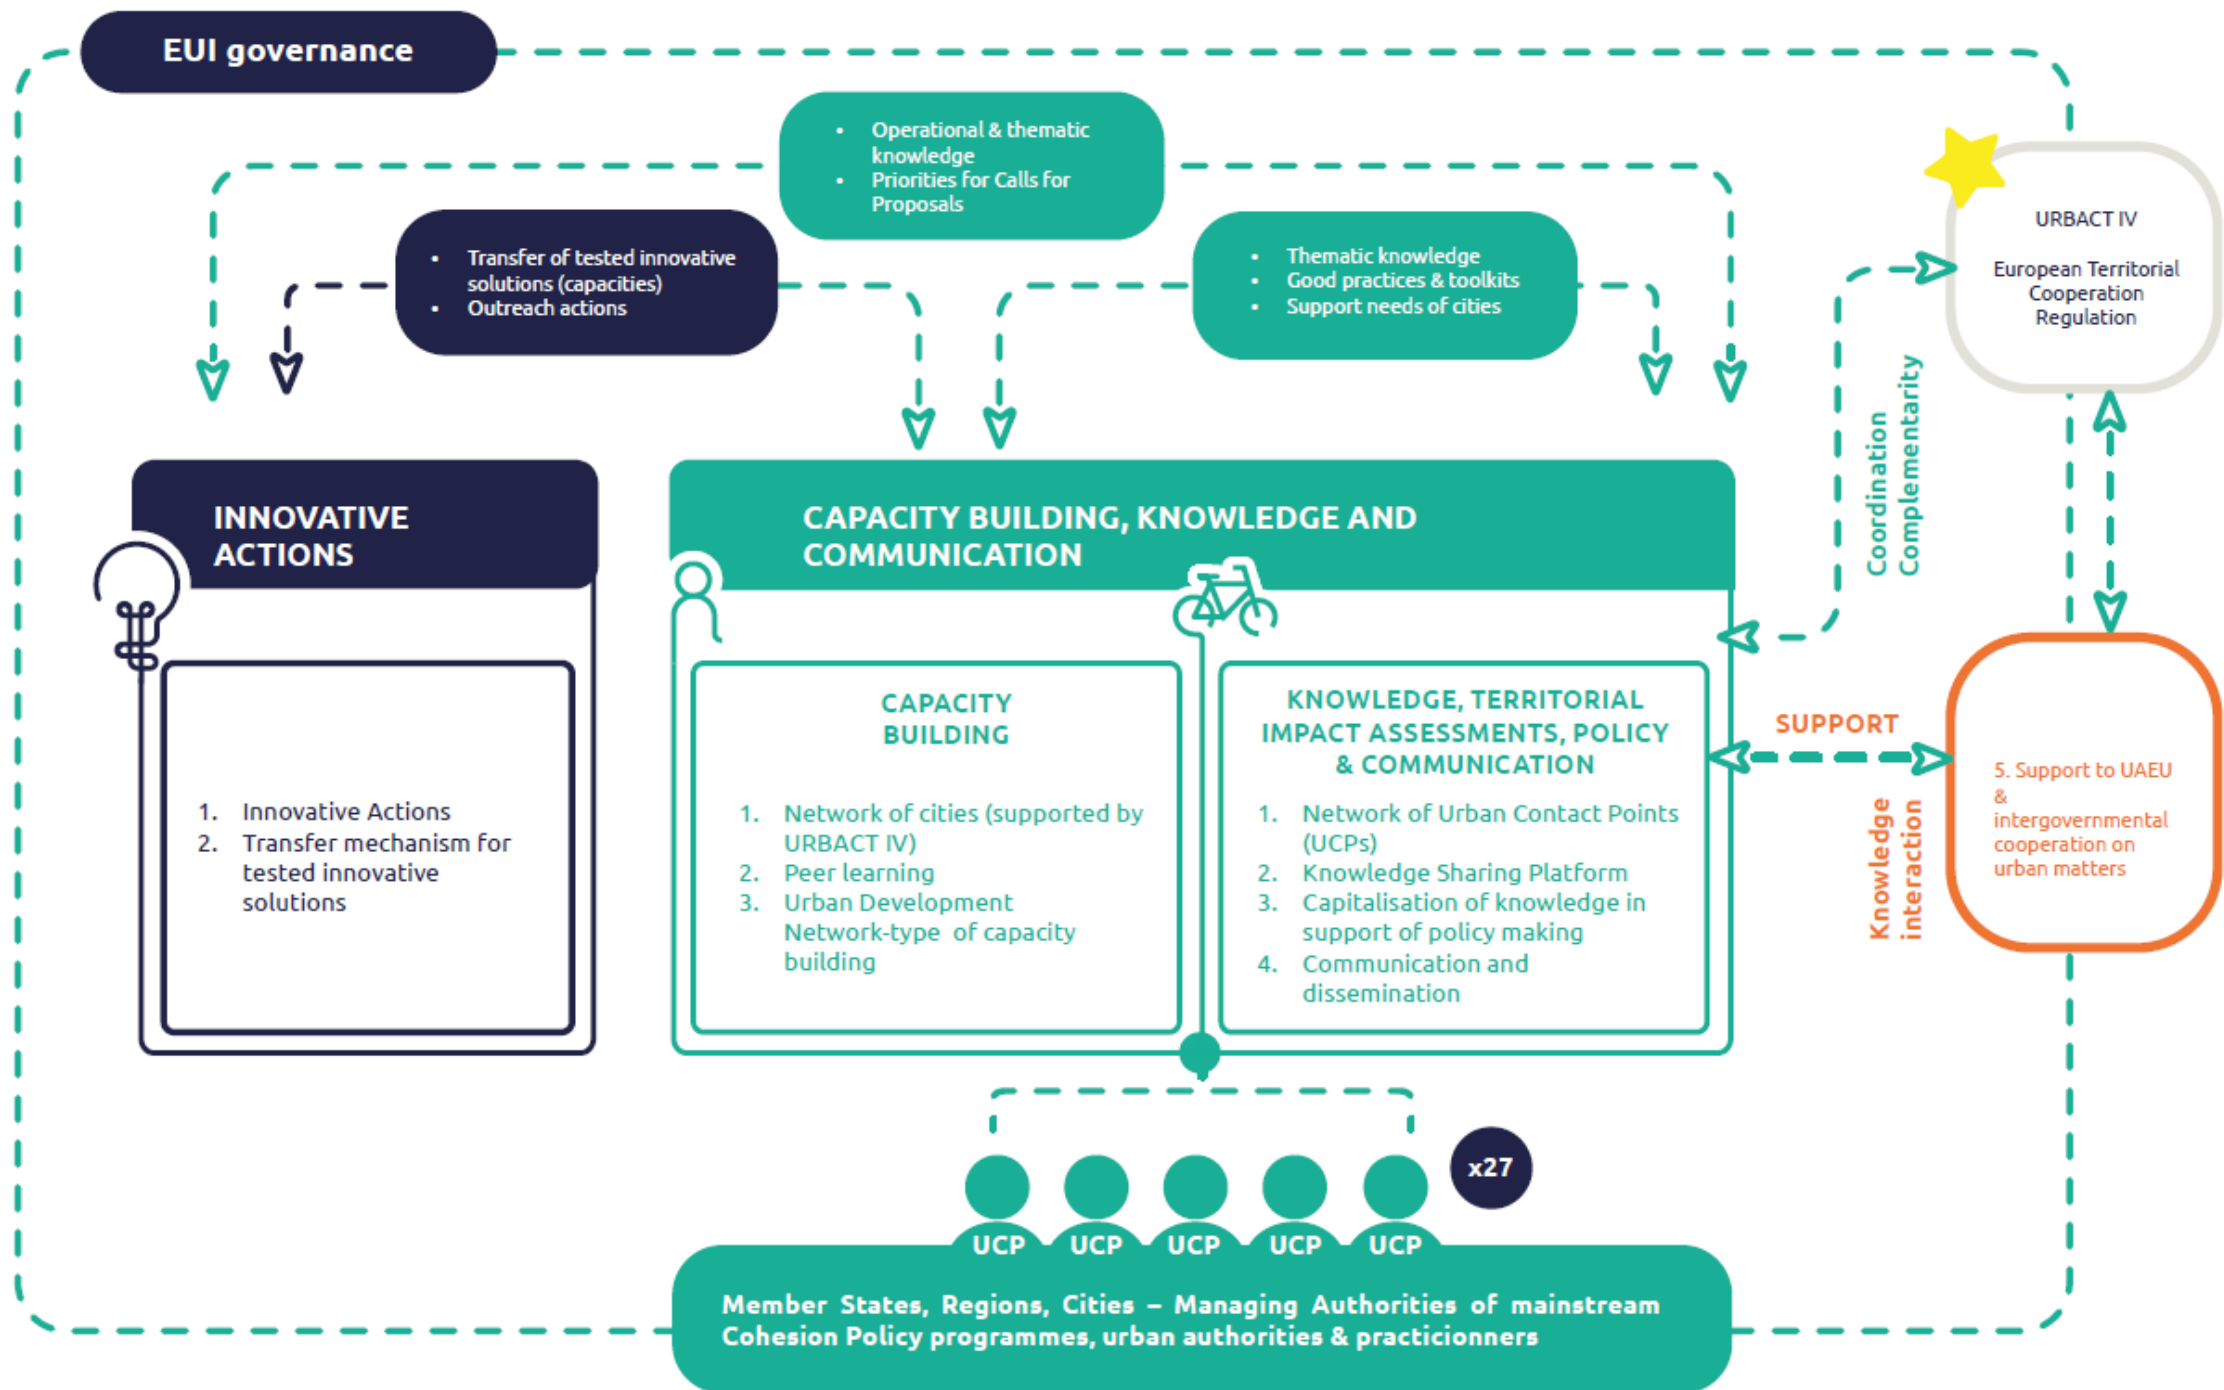 EUI governance
• Operational & thematic
knowledge
• Priorities for Calls for
Proposals
• Transfer of tested innovative
solutions (capacities)
• Outreach actions
• Thematic knowledge
• Good practices & toolkits
• Support needs of cities
URBACT IV
European Territorial
Cooperation
Regulation
Coordination
Complementarity
INNOVATIVE
ACTIONS
1. Innovative Actions
2. Transfer mechanism for
tested innovative
solutions
CAPACITY BUILDING, KNOWLEDGE AND
COMMUNICATION
CAPACITY
BUILDING
1. Network of cities (supported by
URBACT IV)
2. Peer learning
3. Urban Development
Network-type of capacity
building
KNOWLEDGE, TERRITORIAL
IMPACT ASSESSMENTS, POLICY
& COMMUNICATION
1. Network of Urban Contact Points
(UCPs)
2. Knowledge Sharing Platform
3. Capitalisation of knowledge in
support of policy making
4. Communication and
dissemination
SUPPORT
Knowledge
interaction
5. Support to UAEU
&
intergovernmental
cooperation on
urban matters
x27
UCP UCP UCP UCP UCP
Member States, Regions, Cities – Managing Authorities of mainstream
Cohesion Policy programmes, urban authorities & practicionners